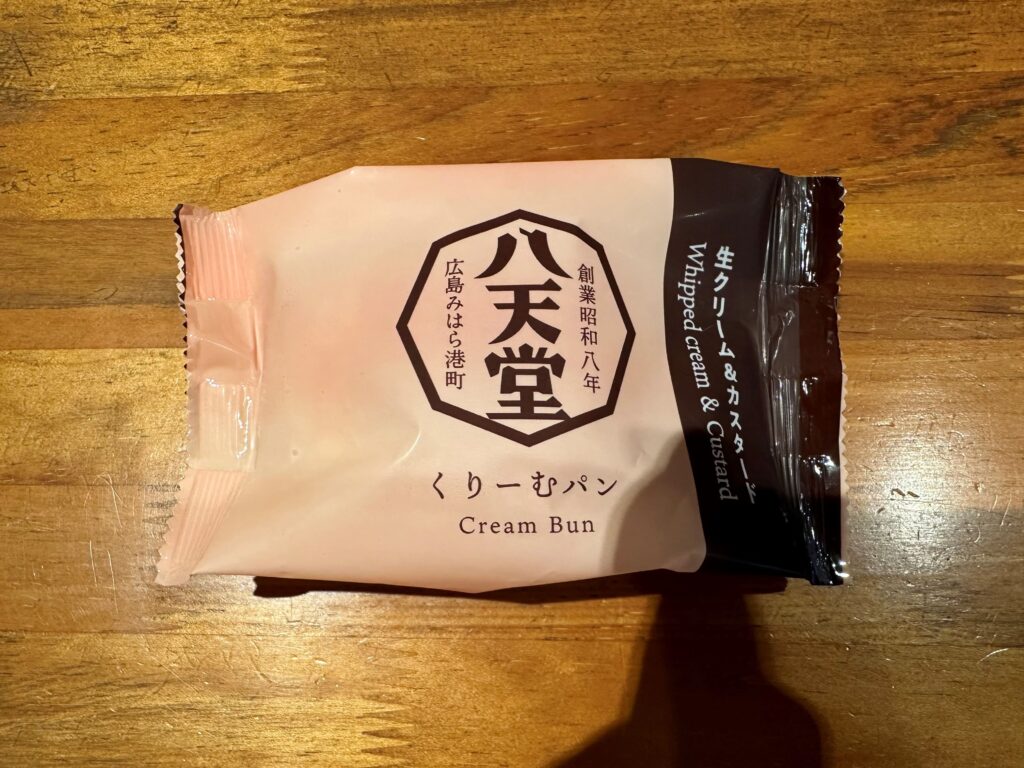 創業昭和八年
八天堂
広島みはら港町
くりーむパン
Cream Bun
生クリーム&カスタード
Whipped cream & Custard